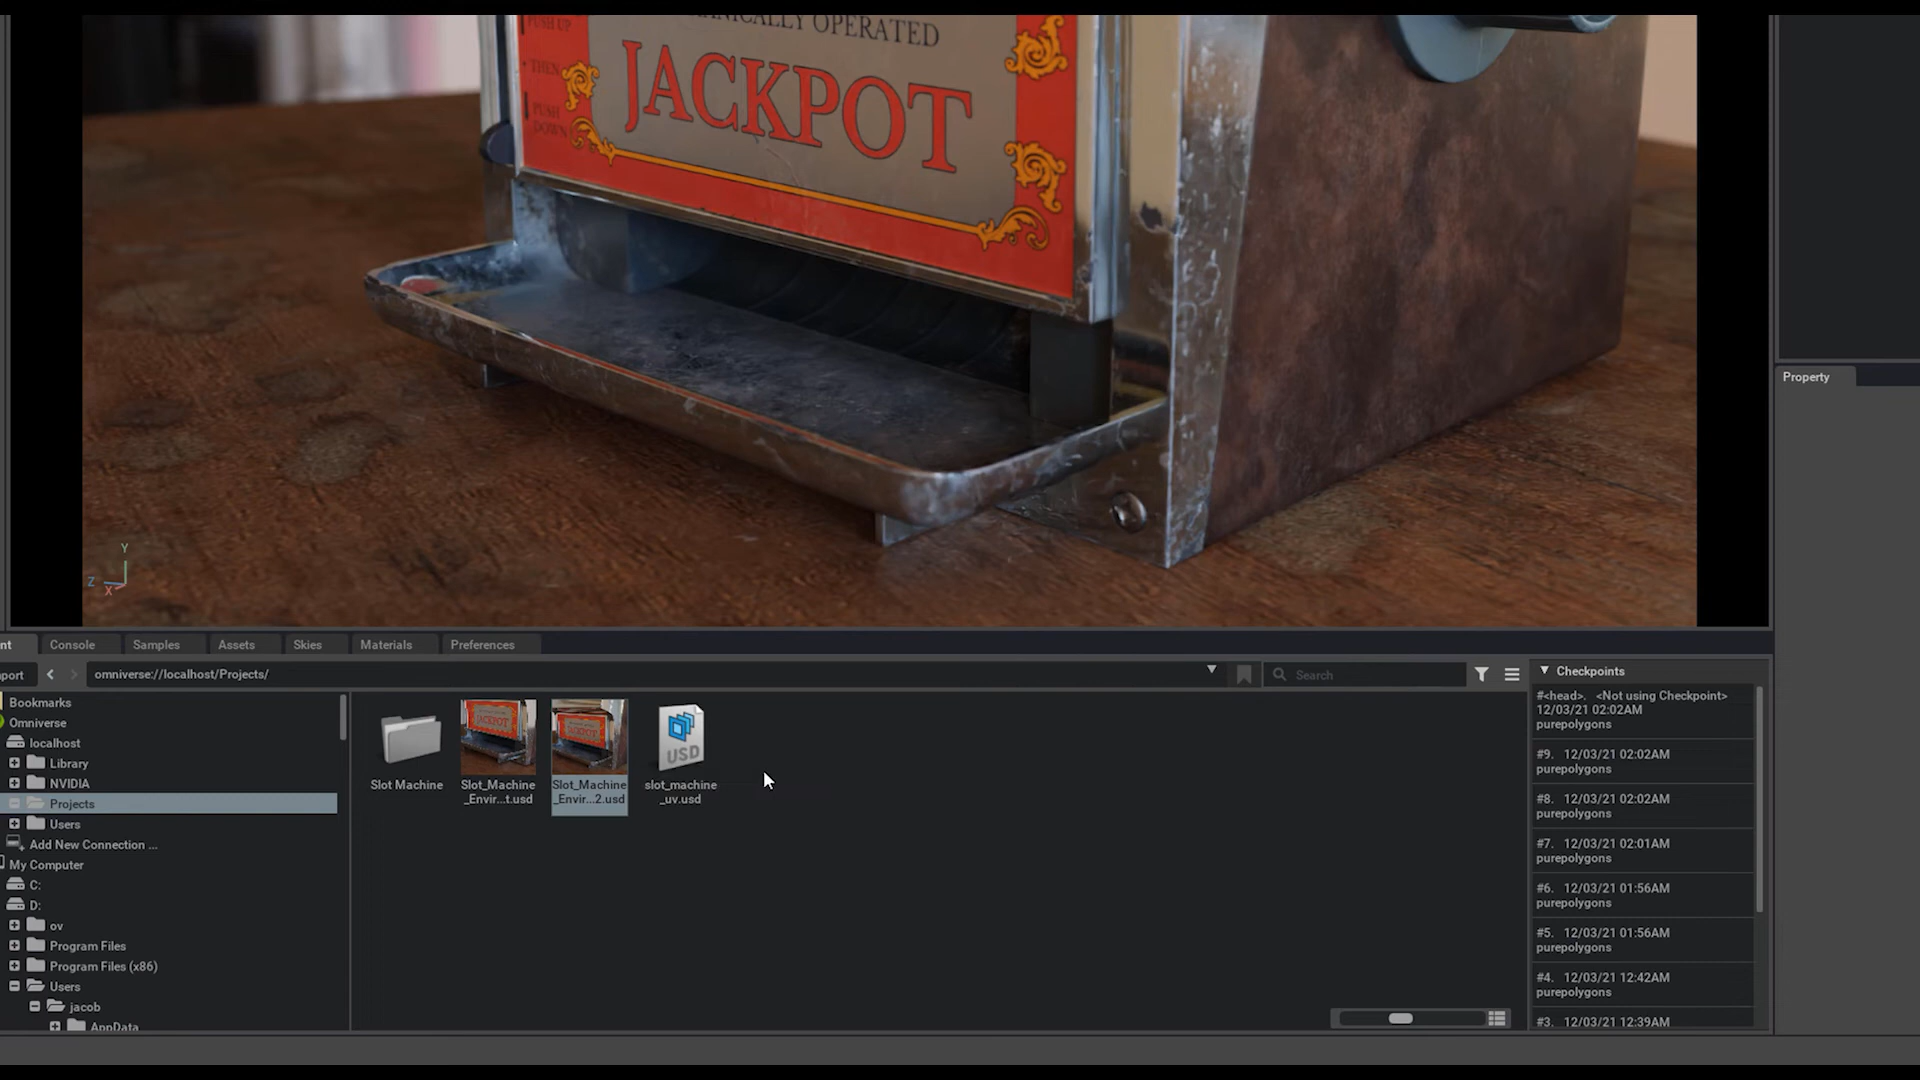 PUSH UP
THEN
PUSH
DOWN
OPERATED
JACKPOT
Y
Z
X
Property
Console
Samples
Assets
Skies
Materials
Preferences
omniverse://localhost/Projects/
Search
Checkpoints
Bookmarks
Omniverse
localhost
Library
NVIDIA
Projects
Users
Add New Connection ...
My Computer
C:
D:
ov
Program Files
Program Files (x86)
Users
jacob
AppData
Slot Machine
Slot_Machine
_Envir...t.usd
Slot_Machine
_Envir...2.usd
USD
slot_machine
_uv.usd
#<head>. <Not using Checkpoint>
12/03/21 02:02AM
purepolygons
#9. 12/03/21 02:02AM
purepolygons
#8. 12/03/21 02:02AM
purepolygons
#7. 12/03/21 02:01AM
purepolygons
#6. 12/03/21 01:56AM
purepolygons
#5. 12/03/21 01:56AM
purepolygons
#4. 12/03/21 12:42AM
purepolygons
#3. 12/03/21 12:39AM